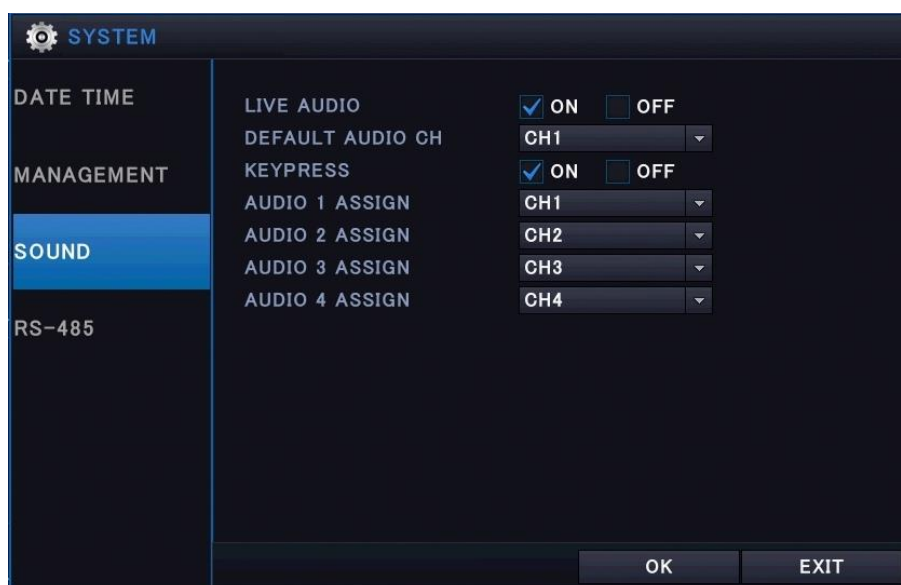 SYSTEM
DATE TIME
MANAGEMENT
SOUND
RS-485
LIVE AUDIO ON OFF
DEFAULT AUDIO CH CH1
KEYPRESS ON OFF
AUDIO 1 ASSIGN CH1
AUDIO 2 ASSIGN CH2
AUDIO 3 ASSIGN CH3
AUDIO 4 ASSIGN CH4
OK EXIT